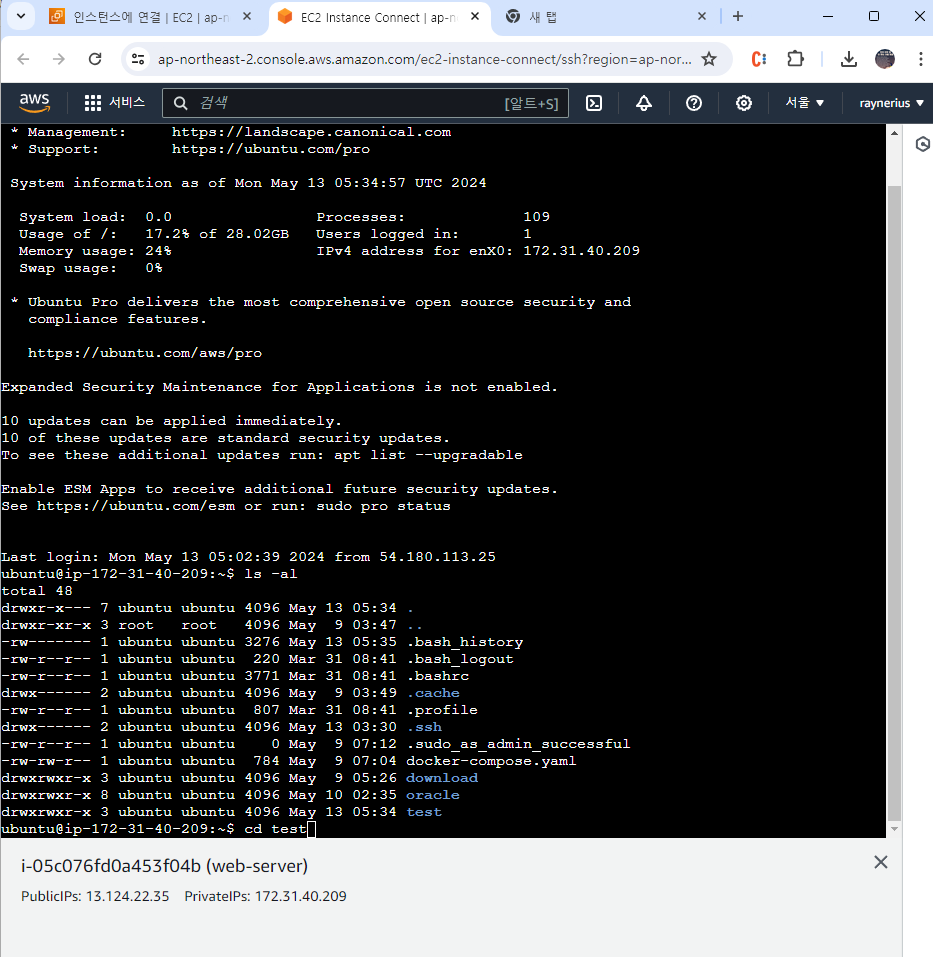 인스턴스에 연결 | EC2 | ap-n
EC2 Instance Connect | ap-n
새 탭
ap-northeast-2.console.aws.amazon.com/ec2-instance-connect/ssh?region=ap-nor...
aws
서비스
검색
[알트+S]
서울 ▼
raynerius ▼
* Management: https://landscape.canonical.com
* Support: https://ubuntu.com/pro
System information as of Mon May 13 05:34:57 UTC 2024
System load: 0.0 Processes: 109
Usage of /: 17.2% of 28.02GB Users logged in: 1
Memory usage: 24% IPv4 address for enX0: 172.31.40.209
Swap usage: 0%
* Ubuntu Pro delivers the most comprehensive open source security and
compliance features.
https://ubuntu.com/aws/pro
Expanded Security Maintenance for Applications is not enabled.
10 updates can be applied immediately.
10 of these updates are standard security updates.
To see these additional updates run: apt list --upgradable
Enable ESM Apps to receive additional future security updates.
See https://ubuntu.com/esm or run: sudo pro status
Last login: Mon May 13 05:02:39 2024 from 54.180.113.25
ubuntu@ip-172-31-40-209:~$ ls -al
total 48
drwxr-x--- 7 ubuntu ubuntu 4096 May 13 05:34 .
drwxr-xr-x 3 root root 4096 May 9 03:47 ..
-rw------- 1 ubuntu ubuntu 3276 May 13 05:35 .bash_history
-rw-r--r-- 1 ubuntu ubuntu 220 Mar 31 08:41 .bash_logout
-rw-r--r-- 1 ubuntu ubuntu 3771 Mar 31 08:41 .bashrc
drwx------ 2 ubuntu ubuntu 4096 May 9 03:49 .cache
-rw-r--r-- 1 ubuntu ubuntu 807 Mar 31 08:41 .profile
drwx------ 2 ubuntu ubuntu 4096 May 13 03:30 .ssh
-rw-r--r-- 1 ubuntu ubuntu 0 May 9 07:12 .sudo_as_admin_successful
-rw-rw-r-- 1 ubuntu ubuntu 784 May 9 07:04 docker-compose.yaml
drwxrwxr-x 3 ubuntu ubuntu 4096 May 9 05:26 download
drwxrwxr-x 8 ubuntu ubuntu 4096 May 10 02:35 oracle
drwxrwxr-x 3 ubuntu ubuntu 4096 May 13 05:34 test
ubuntu@ip-172-31-40-209:~$ cd test
i-05c076fd0a453f04b (web-server)
PublicIPs: 13.124.22.35 PrivateIPs: 172.31.40.209